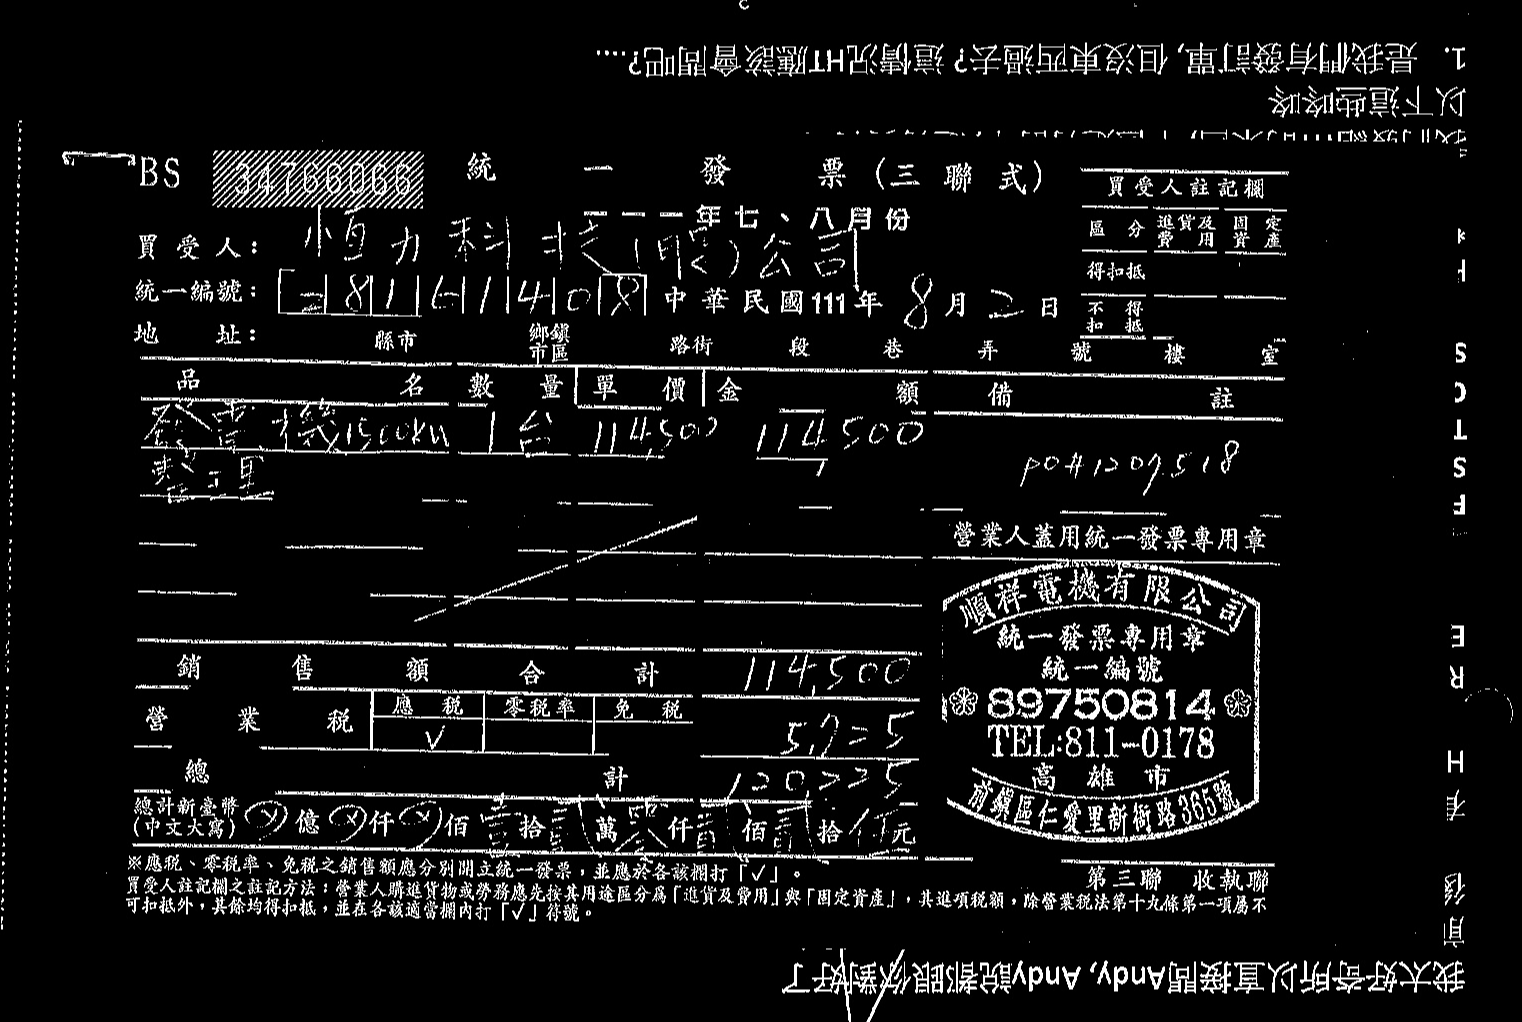 1. 是我們有發訂單, 但沒東西過去? 這情況HT應該會問吧?....
以下這些咚咚
BS 34766066 統一發票(三聯式)
一一一年七、八月份
買受人: 恒力科技(股)公司
統一編號: 28161408 中華民國111年8月2日
地址: 縣市 鄉鎮市區 路街 段 巷 弄 號 樓 室
買受人註記欄
區分 進貨及費用 固定資產
得扣抵
不得扣抵
品名 數量 單價 金額 備註
發電機1500KW 1台 114,500 114,500
整理 PO#1207518
營業人蓋用統一發票專用章
銷售額合計 114,500
營業稅 應稅 零稅率 免稅
√ 5,725
總計 120225
總計新臺幣(中文大寫) 億 仟 佰 壹拾貳萬零仟貳佰貳拾伍元
順祥電機有限公司
統一發票專用章
統一編號
89750814
TEL:811-0178
高雄市
前鎮區仁愛里新衙路365號
第三聯 收執聯
※應稅、零稅率、免稅之銷售額應分別開立統一發票,並應於各該欄打「√」。
買受人註記欄之註記方法:營業人購進貨物或勞務應先按其用途區分為「進貨及費用」與「固定資產」,其進項稅額,除營業稅法第十九條第一項屬不
可扣抵外,其餘均得扣抵,並在各該適當欄內打「√」符號。
我太好奇所以直接問Andy, Andy說都跟你對好了